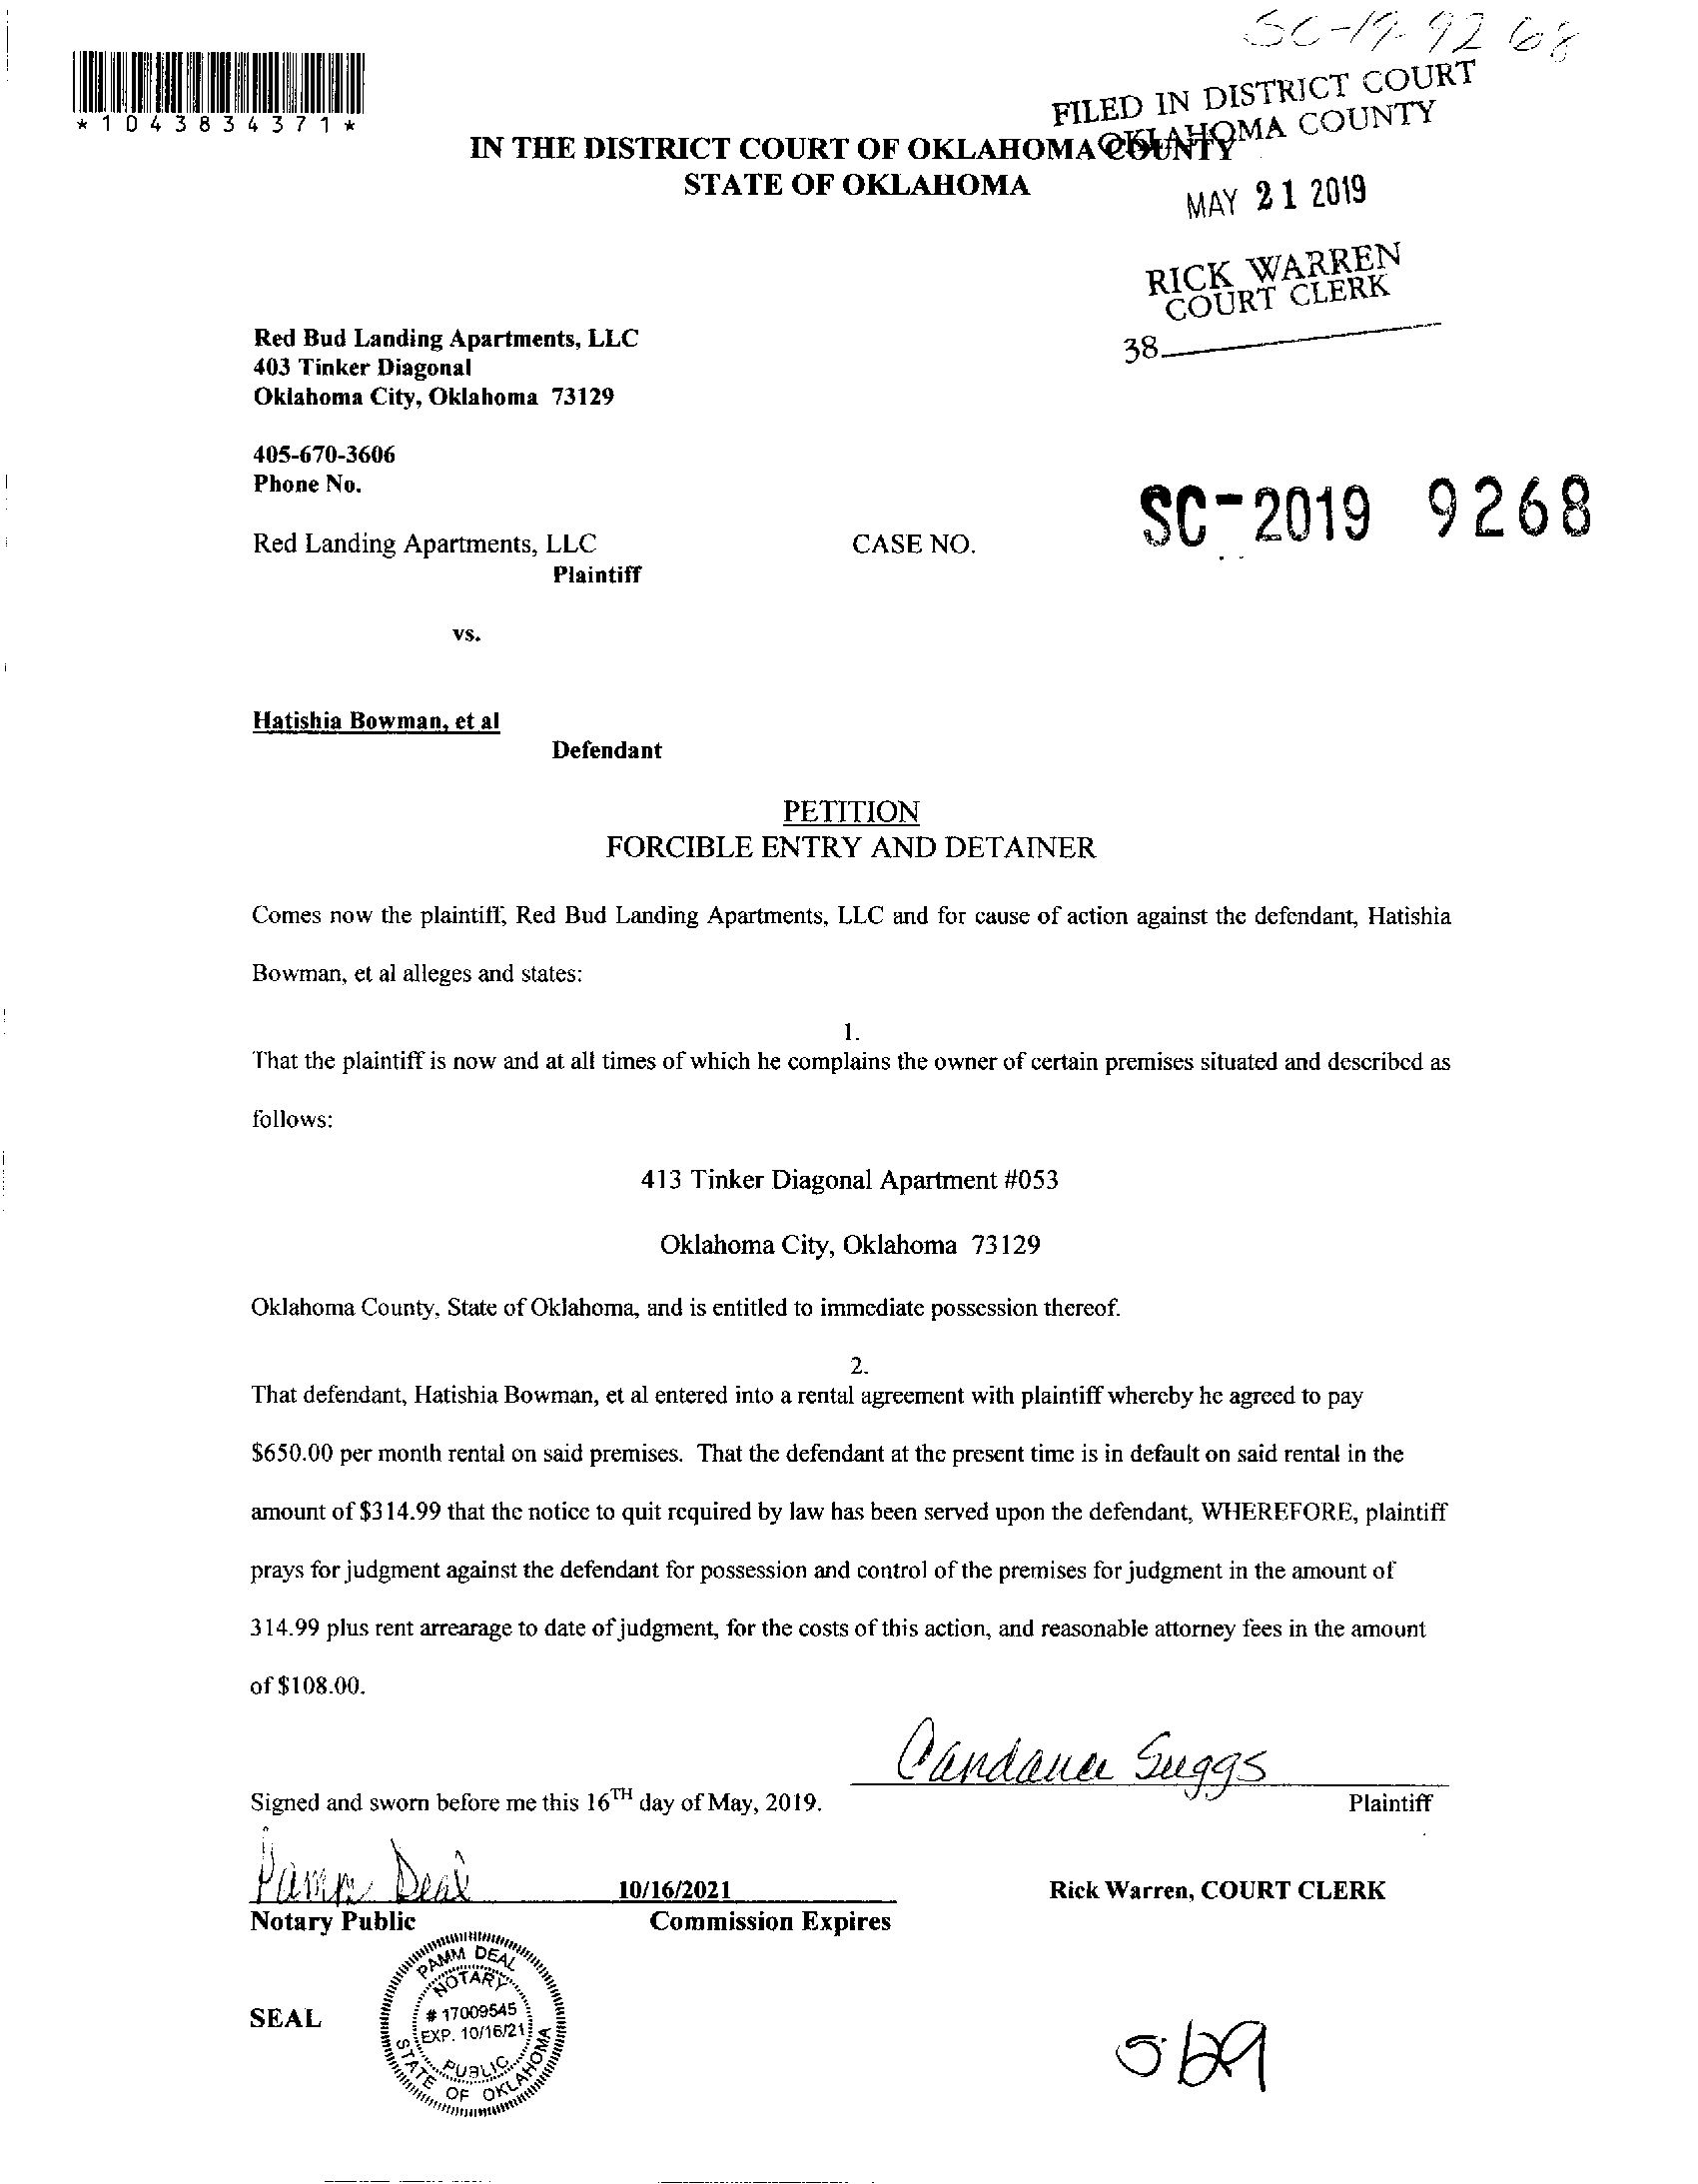 SC-19-9268
*1043834371*
FILED IN DISTRICT COURT
OKLAHOMA COUNTY
IN THE DISTRICT COURT OF OKLAHOMA COUNTY
STATE OF OKLAHOMA
MAY 21 2019
RICK WARREN
COURT CLERK
38
Red Bud Landing Apartments, LLC
403 Tinker Diagonal
Oklahoma City, Oklahoma 73129
405-670-3606
Phone No.
SC-2019 9268
Red Landing Apartments, LLC CASE NO.
Plaintiff
vs.
Hatishia Bowman, et al
Defendant
PETITION
FORCIBLE ENTRY AND DETAINER
Comes now the plaintiff, Red Bud Landing Apartments, LLC and for cause of action against the defendant, Hatishia
Bowman, et al alleges and states:
1.
That the plaintiff is now and at all times of which he complains the owner of certain premises situated and described as
follows:
413 Tinker Diagonal Apartment #053
Oklahoma City, Oklahoma 73129
Oklahoma County, State of Oklahoma, and is entitled to immediate possession thereof.
2.
That defendant, Hatishia Bowman, et al entered into a rental agreement with plaintiff whereby he agreed to pay
$650.00 per month rental on said premises. That the defendant at the present time is in default on said rental in the
amount of $314.99 that the notice to quit required by law has been served upon the defendant, WHEREFORE, plaintiff
prays for judgment against the defendant for possession and control of the premises for judgment in the amount of
314.99 plus rent arrearage to date of judgment, for the costs of this action, and reasonable attorney fees in the amount
of $108.00.
Candance Suggs
Signed and sworn before me this 16TH day of May, 2019. Plaintiff
Pamm Deal 10/16/2021 Rick Warren, COURT CLERK
Notary Public Commission Expires
SEAL
PAMM DEAL
NOTARY
# 17009545
EXP. 10/16/21
PUBLIC
STATE OF OKLAHOMA